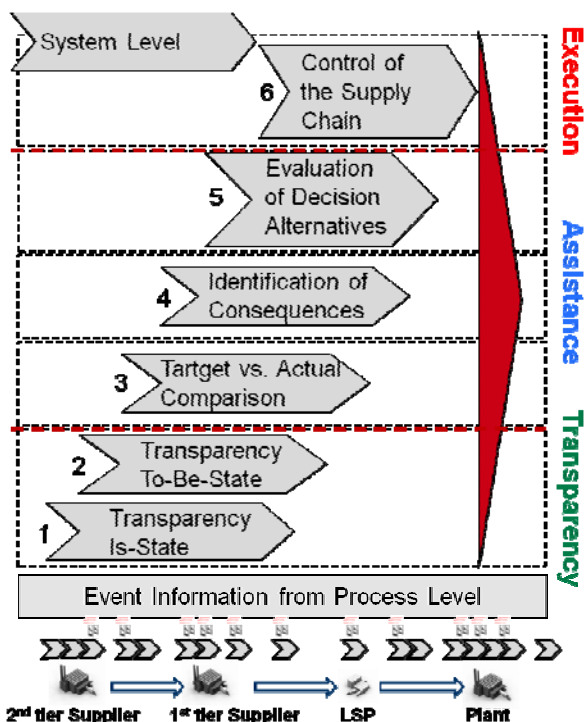 System Level
6
Control of
the Supply
Chain
Execution
5
Evaluation
of Decision
Alternatives
Assistance
4
Identification of
Consequences
3
Tartget vs. Actual
Comparison
Transparency
2
Transparency
To-Be-State
1
Transparency
Is-State
Event Information from Process Level
2nd tier Supplier
1st tier Supplier
LSP
Plant